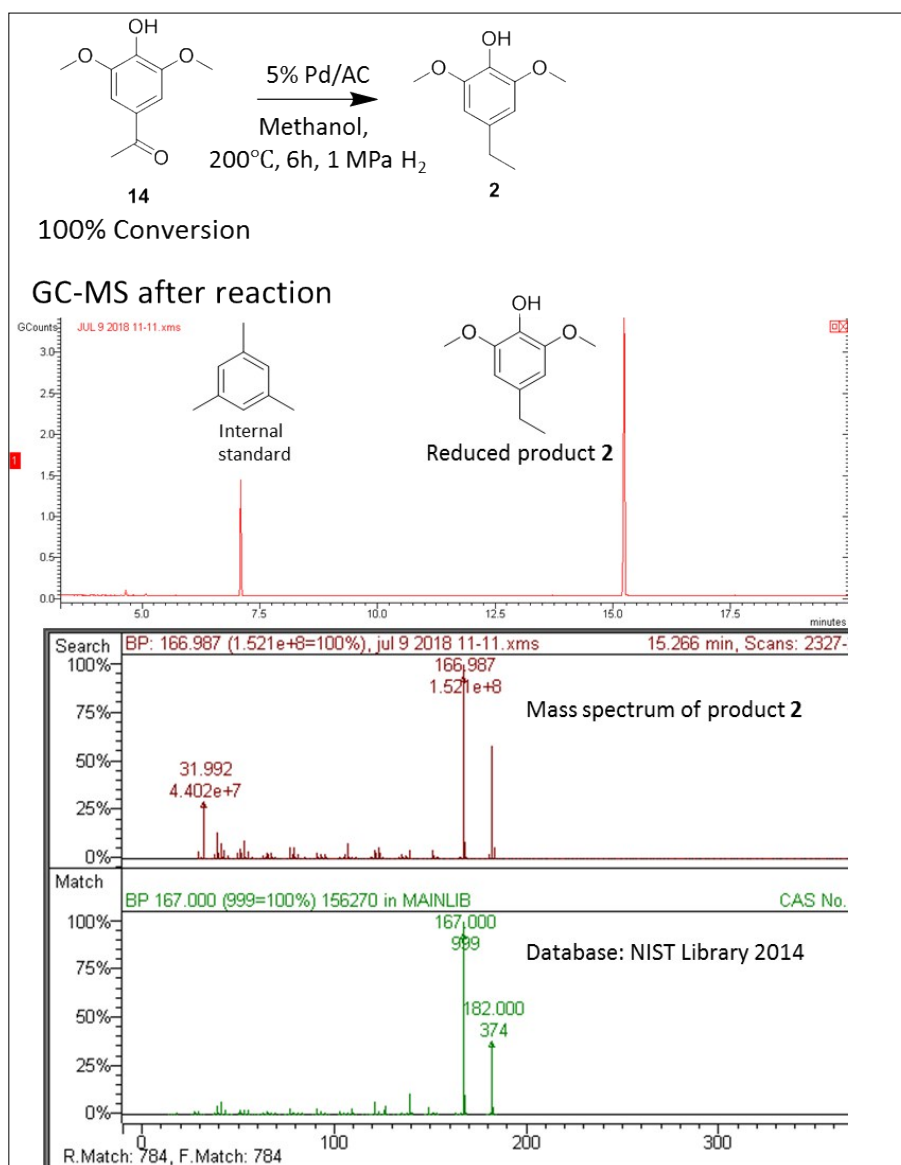 OH
O
O
O
14
5% Pd/AC
Methanol,
200°C, 6h, 1 MPa H2
OH
O
O
2
100% Conversion
GC-MS after reaction
GCounts
JUL 9 2018 11-11.xms
3.0
2.5
2.0
1.5
1.0
0.5
0.0
1
Internal
standard
OH
O
O
Reduced product 2
5.0 7.5 10.0 12.5 15.0 17.5
minutes
Search
BP: 166.987 (1.521e+8=100%), jul 9 2018 11-11.xms 15.266 min, Scans: 2327-
100%
75%
50%
25%
0%
166.987
1.521e+8
Mass spectrum of product 2
31.992
4.402e+7
Match
BP 167.000 (999=100%) 156270 in MAINLIB CAS No.
100%
75%
50%
25%
0%
167.000
999
Database: NIST Library 2014
182.000
374
0 100 200 300
R.Match: 784, F.Match: 784